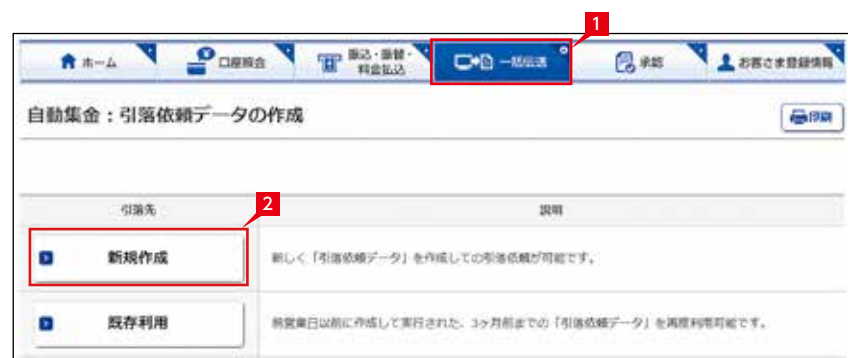 1
ホーム
口座照会
振込・振替・
料金払込
一括伝送
承認
お客さま登録情報
自動集金：引落依頼データの作成
印刷
引落先
2
説明
新規作成
新しく「引落依頼データ」を作成しての引落依頼が可能です。
既存利用
前営業日以前に作成して実行された、3ヶ月前までの「引落依頼データ」を再度利用可能です。